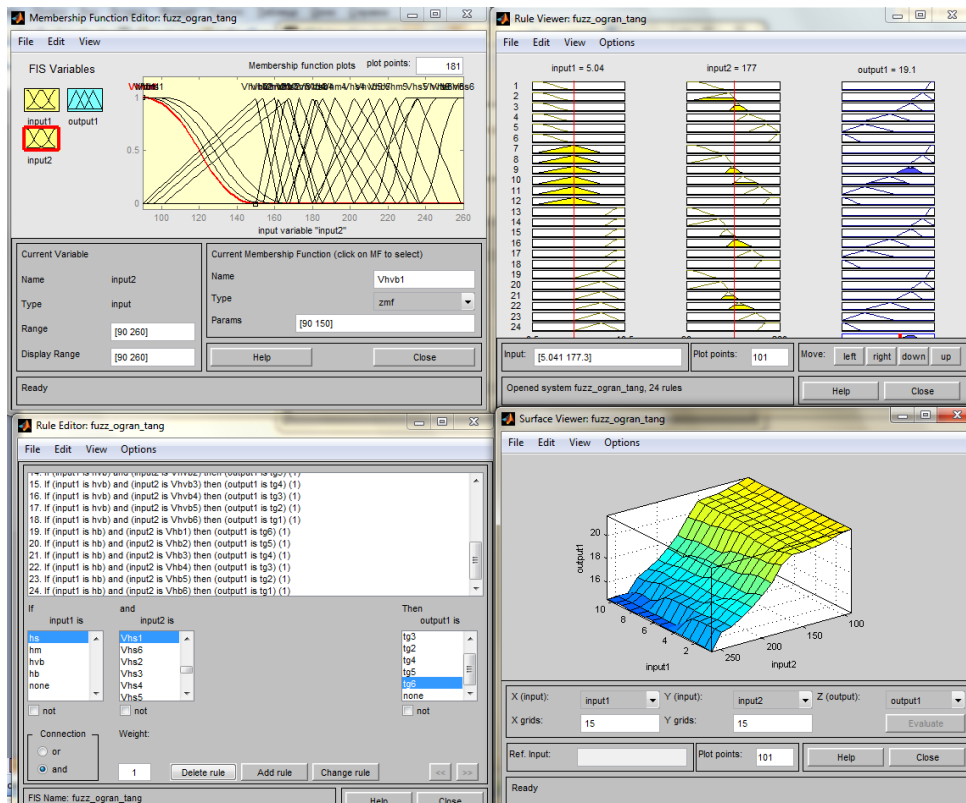 Membership Function Editor: fuzz_ogran_tang
File Edit View
FIS Variables
Membership function plots plot points: 181
input1 output1
input2
1
0.5
0
100 120 140 160 180 200 220 240 260
input variable "input2"
Current Variable
Name input2
Type input
Range [90 260]
Display Range [90 260]
Current Membership Function (click on MF to select)
Name Vhvb1
Type zmf
Params [90 150]
Help Close
Ready
Rule Viewer: fuzz_ogran_tang
File Edit View Options
input1 = 5.04 input2 = 177 output1 = 19.1
1
2
3
4
5
6
7
8
9
10
11
12
13
14
15
16
17
18
19
20
21
22
23
24
Input: [5.041 177.3] Plot points: 101 Move: left right down up
Opened system fuzz_ogran_tang, 24 rules Help Close
Rule Editor: fuzz_ogran_tang
File Edit View Options
14. If (input1 is hvb) and (input2 is Vhvb2) then (output1 is tg5) (1)
15. If (input1 is hvb) and (input2 is Vhvb3) then (output1 is tg4) (1)
16. If (input1 is hvb) and (input2 is Vhvb4) then (output1 is tg3) (1)
17. If (input1 is hvb) and (input2 is Vhvb5) then (output1 is tg2) (1)
18. If (input1 is hvb) and (input2 is Vhvb6) then (output1 is tg1) (1)
19. If (input1 is hb) and (input2 is Vhb1) then (output1 is tg6) (1)
20. If (input1 is hb) and (input2 is Vhb2) then (output1 is tg5) (1)
21. If (input1 is hb) and (input2 is Vhb3) then (output1 is tg4) (1)
22. If (input1 is hb) and (input2 is Vhb4) then (output1 is tg3) (1)
23. If (input1 is hb) and (input2 is Vhb5) then (output1 is tg2) (1)
24. If (input1 is hb) and (input2 is Vhb6) then (output1 is tg1) (1)
If and Then
input1 is input2 is output1 is
hs Vhs1 tg3
hm Vhs6 tg2
hvb Vhs2 tg4
hb Vhs3 tg5
none Vhs4 tg6
Vhs5 none
not not not
Connection Weight:
or
and 1 Delete rule Add rule Change rule << >>
FIS Name: fuzz_ogran_tang Help Close
Surface Viewer: fuzz_ogran_tang
File Edit View Options
20
18
16
output1
10 8 6 4 2
input1
250 200 150 100
input2
X (input): input1 Y (input): input2 Z (output): output1
X grids: 15 Y grids: 15 Evaluate
Ref. Input: Plot points: 101 Help Close
Ready